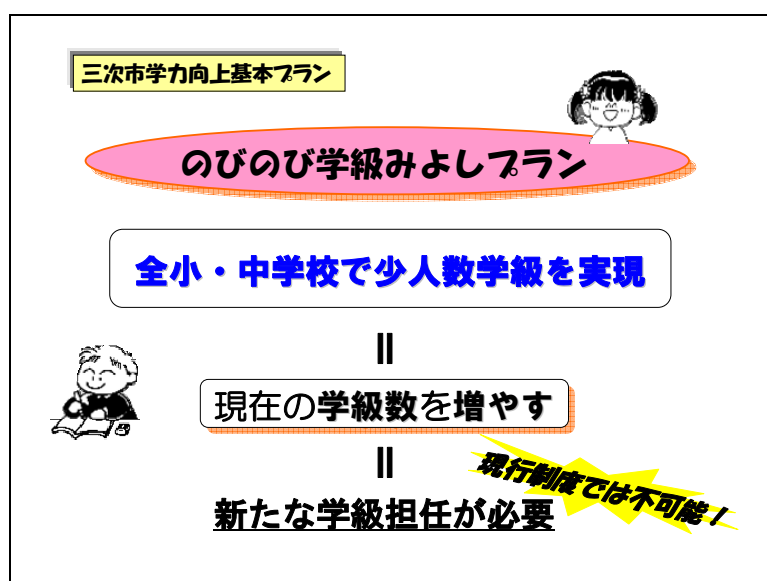 三次市学力向上基本プラン
のびのび学級みよしプラン
全小・中学校で少人数学級を実現
||
現在の学級数を増やす
||
新たな学級担任が必要
現行制度では不可能！